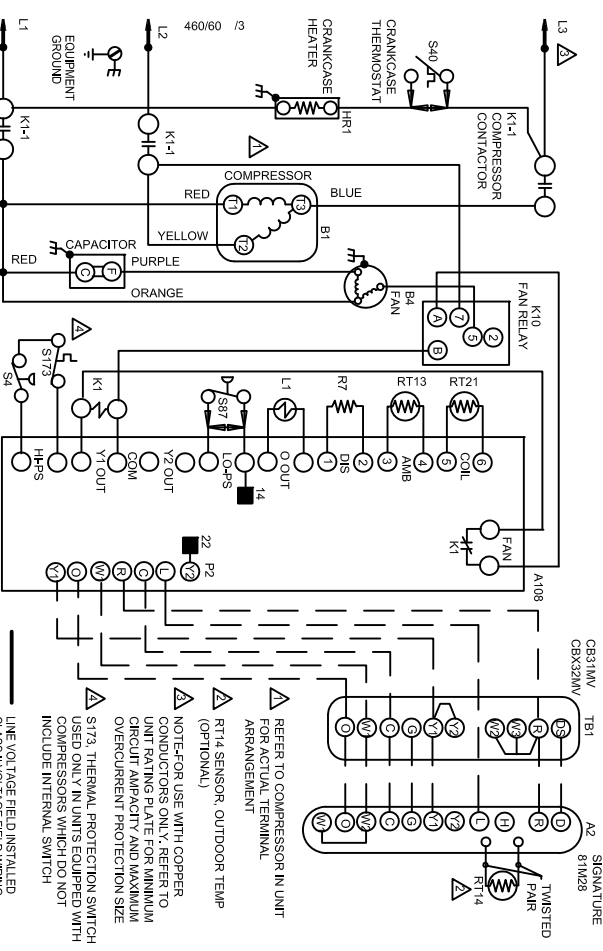 L1
L2
460/60 /3
L3
3
EQUIPMENT
GROUND
CRANKCASE
HEATER
CRANKCASE
THERMOSTAT
S40
HR1
K1-1
K1-1
K1-1
COMPRESSOR
CONTACTOR
1
COMPRESSOR
RED
BLUE
YELLOW
T1
T2
T3
B1
CAPACITOR
RED
PURPLE
ORANGE
C
F
B4
FAN
K10
FAN RELAY
A
7
5
2
B
4
S173
S4
K1
S87
L1
R7
RT13
RT21
HI-PS
Y1 OUT
COM
Y2 OUT
LO-PS
O OUT
1
DIS
2
3
AMB
4
5
COIL
6
14
FAN
K1
A108
22
P2
Y1
O
W1
R
C
L
Y2
CB31MV
CBX32MV
TB1
O
W1
C
G
Y1
Y2
W2
W3
R
DS
A2
SIGNATURE
81M28
W1
O
W2
C
G
Y1
Y2
L
H
R
D
TWISTED
PAIR
RT14
2
1
REFER TO COMPRESSOR IN UNIT
FOR ACTUAL TERMINAL
ARRANGEMENT
2
RT14 SENSOR, OUTDOOR TEMP
(OPTIONAL)
3
NOTE-FOR USE WITH COPPER
CONDUCTORS ONLY. REFER TO
UNIT RATING PLATE FOR MINIMUM
CIRCUIT AMPACITY AND MAXIMUM
OVERCURRENT PROTECTION SIZE
4
S173, THERMAL PROTECTION SWITCH
USED ONLY IN UNITS EQUIPPED WITH
COMPRESSORS WHICH DO NOT
INCLUDE INTERNAL SWITCH
LINE VOLTAGE FIELD INSTALLED